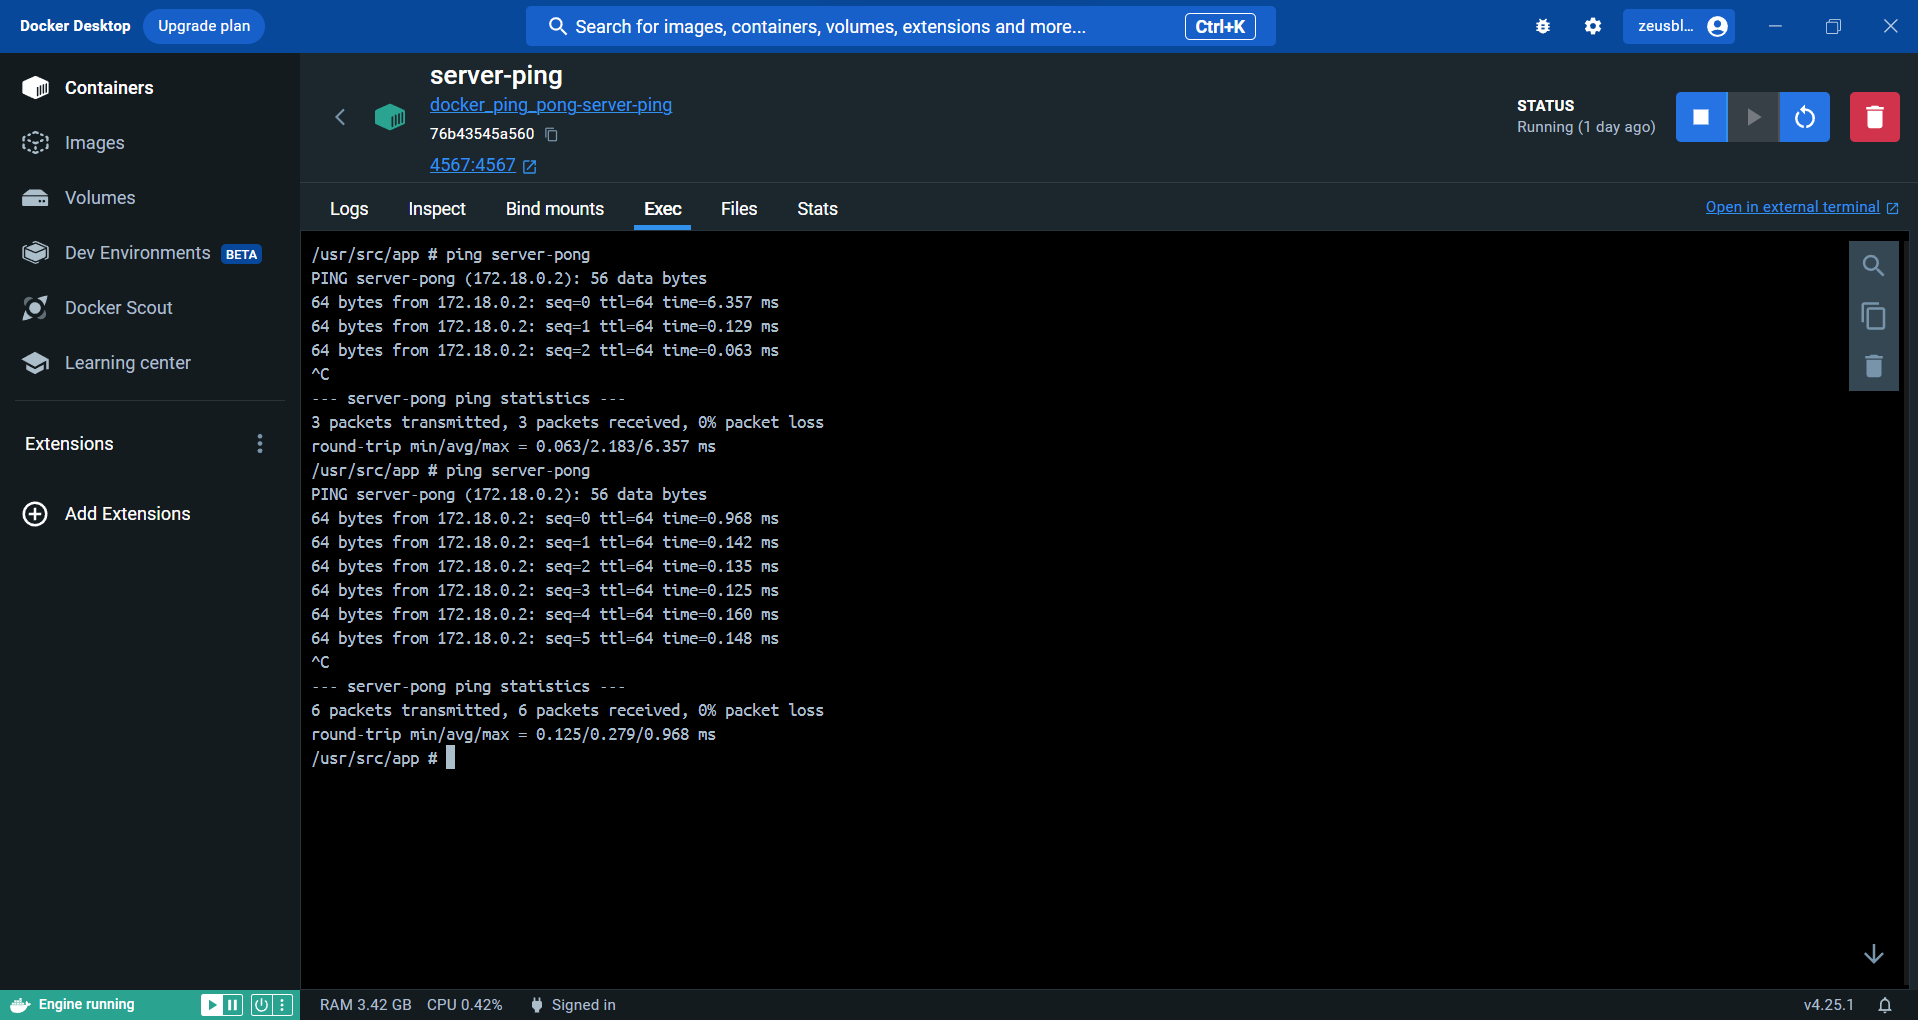 Docker Desktop
Upgrade plan
Search for images, containers, volumes, extensions and more...
Ctrl+K
zeusbl...
Containers
Images
Volumes
Dev Environments BETA
Docker Scout
Learning center
Extensions
Add Extensions
server-ping
docker_ping_pong-server-ping
76b43545a560
4567:4567
STATUS
Running (1 day ago)
Logs
Inspect
Bind mounts
Exec
Files
Stats
Open in external terminal
/usr/src/app # ping server-pong
PING server-pong (172.18.0.2): 56 data bytes
64 bytes from 172.18.0.2: seq=0 ttl=64 time=6.357 ms
64 bytes from 172.18.0.2: seq=1 ttl=64 time=0.129 ms
64 bytes from 172.18.0.2: seq=2 ttl=64 time=0.063 ms
^C
--- server-pong ping statistics ---
3 packets transmitted, 3 packets received, 0% packet loss
round-trip min/avg/max = 0.063/2.183/6.357 ms
/usr/src/app # ping server-pong
PING server-pong (172.18.0.2): 56 data bytes
64 bytes from 172.18.0.2: seq=0 ttl=64 time=0.968 ms
64 bytes from 172.18.0.2: seq=1 ttl=64 time=0.142 ms
64 bytes from 172.18.0.2: seq=2 ttl=64 time=0.135 ms
64 bytes from 172.18.0.2: seq=3 ttl=64 time=0.125 ms
64 bytes from 172.18.0.2: seq=4 ttl=64 time=0.160 ms
64 bytes from 172.18.0.2: seq=5 ttl=64 time=0.148 ms
^C
--- server-pong ping statistics ---
6 packets transmitted, 6 packets received, 0% packet loss
round-trip min/avg/max = 0.125/0.279/0.968 ms
/usr/src/app #
Engine running
RAM 3.42 GB
CPU 0.42%
Signed in
v4.25.1